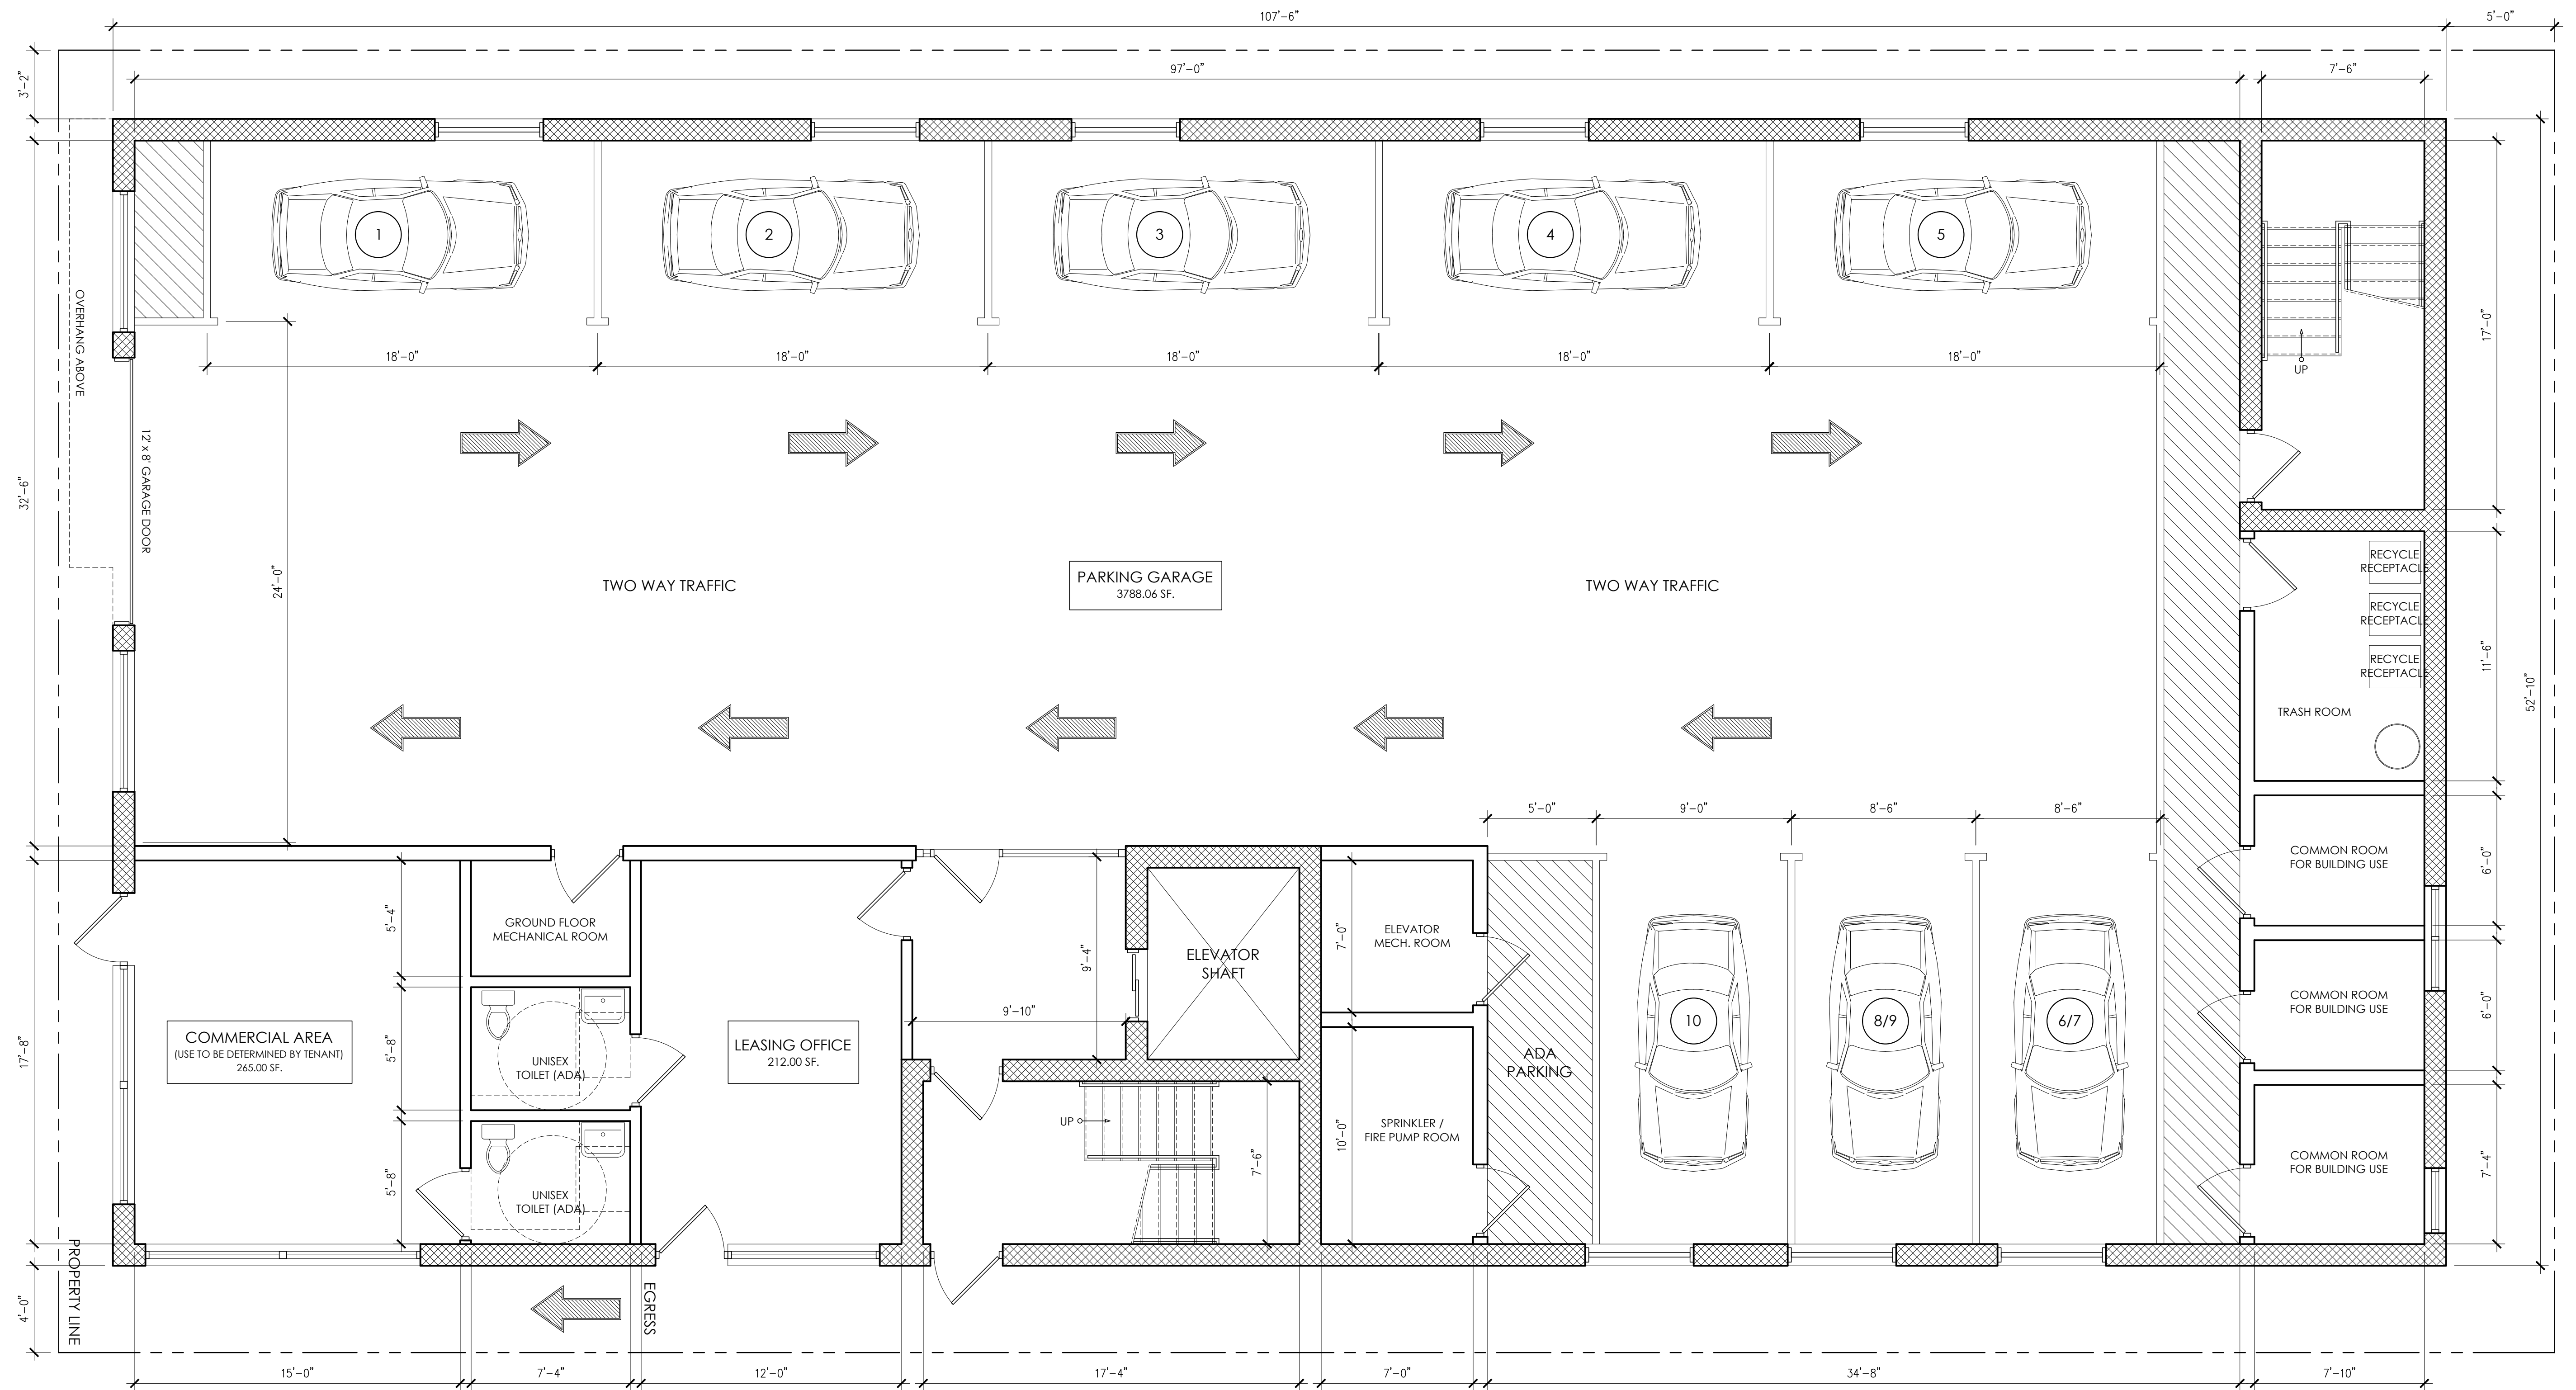 107'-6"
5'-0"
3'-2"
97'-0"
7'-6"
1
2
3
4
5
OVERHANG ABOVE
18'-0"
18'-0"
18'-0"
18'-0"
18'-0"
UP
17'-0"
12' x 8' GARAGE DOOR
32'-6"
24'-0"
TWO WAY TRAFFIC
PARKING GARAGE
3788.06 SF.
TWO WAY TRAFFIC
RECYCLE
RECEPTACLE
RECYCLE
RECEPTACLE
RECYCLE
RECEPTACLE
11'-6"
52'-10"
TRASH ROOM
5'-0"
9'-0"
8'-6"
8'-6"
COMMON ROOM
FOR BUILDING USE
6'-0"
5'-4"
GROUND FLOOR
MECHANICAL ROOM
9'-4"
ELEVATOR
SHAFT
7'-0"
ELEVATOR
MECH. ROOM
9'-10"
10
8/9
6/7
COMMON ROOM
FOR BUILDING USE
6'-0"
17'-8"
COMMERCIAL AREA
(USE TO BE DETERMINED BY TENANT)
265.00 SF.
5'-8"
UNISEX
TOILET (ADA)
LEASING OFFICE
212.00 SF.
ADA
PARKING
UP
7'-6"
10'-0"
SPRINKLER /
FIRE PUMP ROOM
COMMON ROOM
FOR BUILDING USE
7'-4"
5'-8"
UNISEX
TOILET (ADA)
PROPERTY LINE
4'-0"
EGRESS
15'-0"
7'-4"
12'-0"
17'-4"
7'-0"
34'-8"
7'-10"